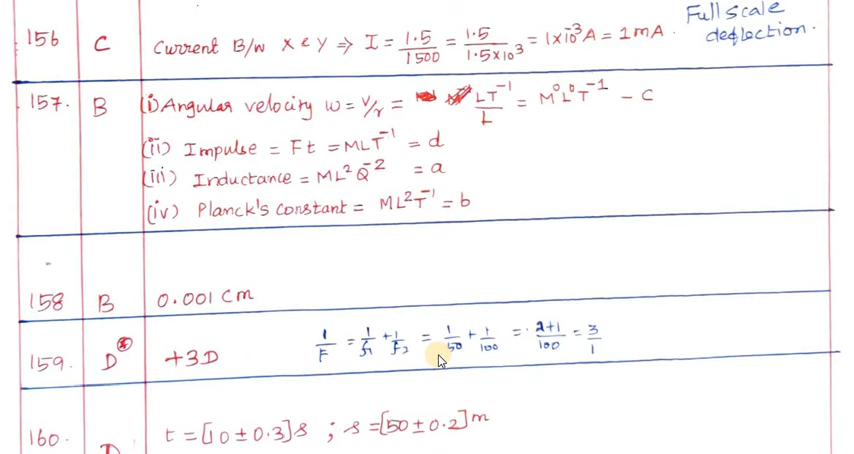 Full scale
deflection.
156 C Current B/w X & Y ⇒ I = 1.5/1500 = 1.5/1.5×10³ = 1×10⁻³A = 1mA.
157. B (i) Angular velocity w = V/r = LT⁻¹/L = M⁰L⁰T⁻¹ - C
(ii) Impulse = Ft = MLT⁻¹ = d
(iii) Inductance = ML²Q⁻² = a
(iv) Planck's Constant = ML²T⁻¹ = b
158 B 0.001 cm
159. D +3D 1/F = 1/f₁ + 1/f₂ = 1/50 + 1/100 = 2+1/100 = 3/1
160. D t = [10 ± 0.3]s ; s = [50 ± 0.2]m